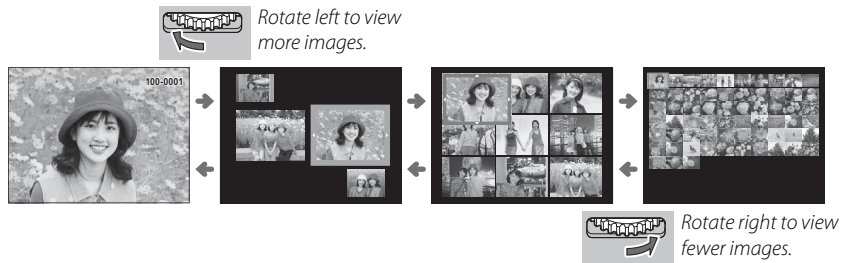 Rotate left to view
more images.
100-0001
Rotate right to view
fewer images.